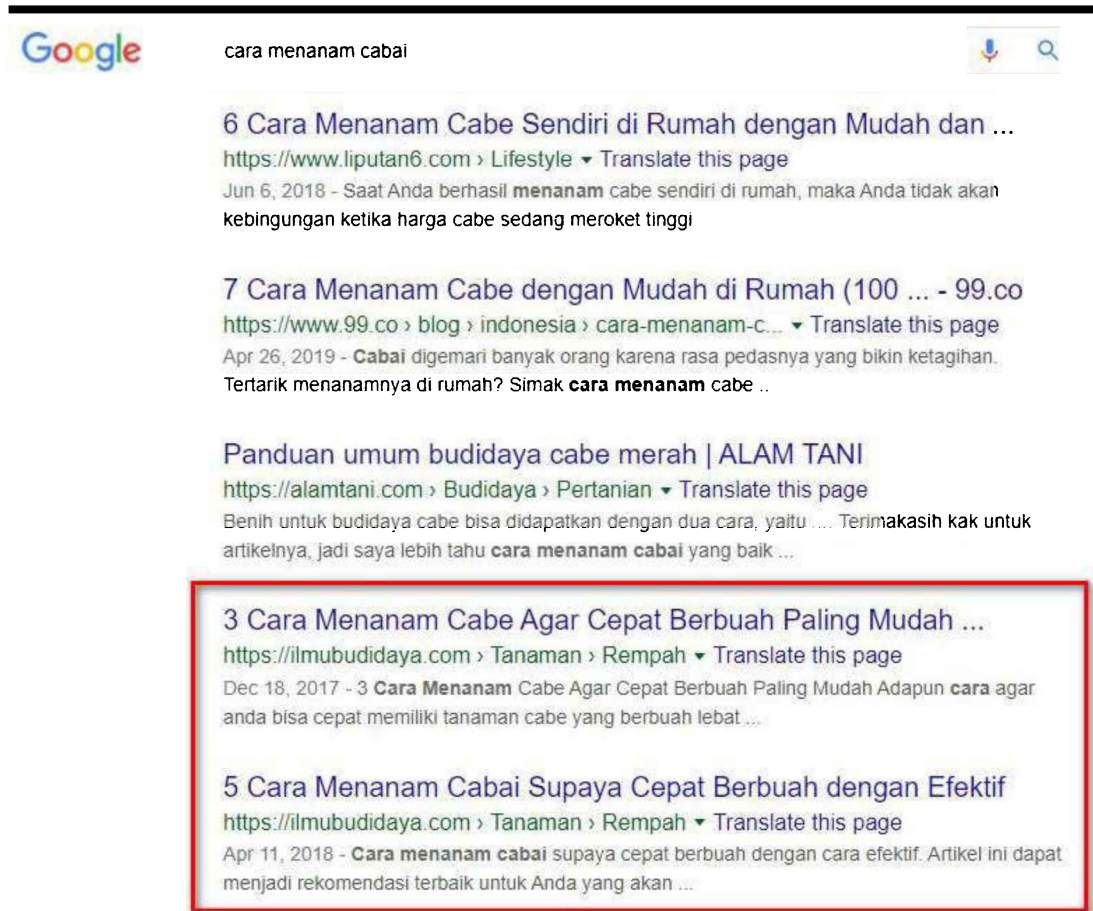 Google
cara menanam cabai
6 Cara Menanam Cabe Sendiri di Rumah dengan Mudah dan ...
https://www.liputan6.com › Lifestyle ▾ Translate this page
Jun 6, 2018 - Saat Anda berhasil menanam cabe sendiri di rumah, maka Anda tidak akan
kebingungan ketika harga cabe sedang meroket tinggi
7 Cara Menanam Cabe dengan Mudah di Rumah (100 ... - 99.co
https://www.99.co › blog › indonesia › cara-menanam-c... ▾ Translate this page
Apr 26, 2019 - Cabai digemari banyak orang karena rasa pedasnya yang bikin ketagihan.
Tertarik menanamnya di rumah? Simak cara menanam cabe ..
Panduan umum budidaya cabe merah | ALAM TANI
https://alamtani.com › Budidaya › Pertanian ▾ Translate this page
Benih untuk budidaya cabe bisa didapatkan dengan dua cara, yaitu .... Terimakasih kak untuk
artikelnya, jadi saya lebih tahu cara menanam cabai yang baik ...
3 Cara Menanam Cabe Agar Cepat Berbuah Paling Mudah ...
https://ilmubudidaya.com › Tanaman › Rempah ▾ Translate this page
Dec 18, 2017 - 3 Cara Menanam Cabe Agar Cepat Berbuah Paling Mudah Adapun cara agar
anda bisa cepat memiliki tanaman cabe yang berbuah lebat ...
5 Cara Menanam Cabai Supaya Cepat Berbuah dengan Efektif
https://ilmubudidaya.com › Tanaman › Rempah ▾ Translate this page
Apr 11, 2018 - Cara menanam cabai supaya cepat berbuah dengan cara efektif. Artikel ini dapat
menjadi rekomendasi terbaik untuk Anda yang akan ...